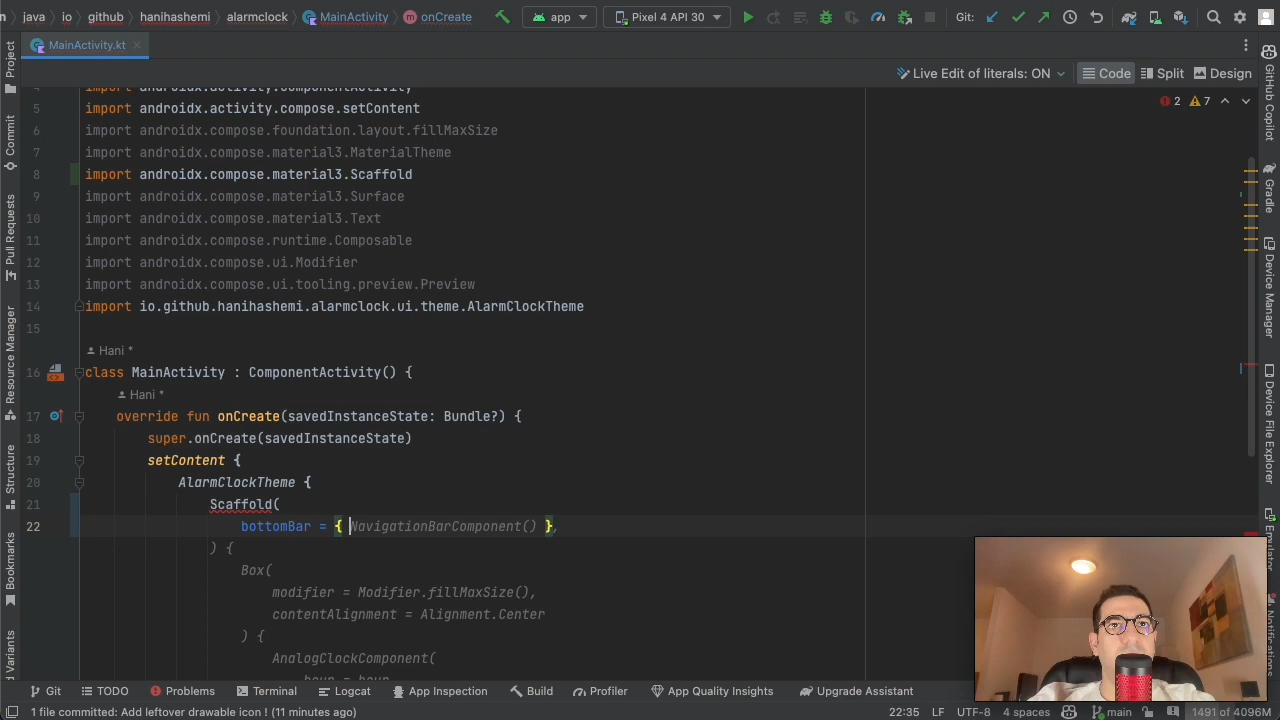 java io github hanihashemi alarmclock MainActivity onCreate app Pixel 4 API 30 Git:
MainActivity.kt
Live Edit of literals: ON Code Split Design
2 7
import androidx.activity.compose.setContent
5 import androidx.activity.compose.setContent
6 import androidx.compose.foundation.layout.fillMaxSize
7 import androidx.compose.material3.MaterialTheme
8 import androidx.compose.material3.Scaffold
9 import androidx.compose.material3.Surface
10 import androidx.compose.material3.Text
11 import androidx.compose.runtime.Composable
12 import androidx.compose.ui.Modifier
13 import androidx.compose.ui.tooling.preview.Preview
14 import io.github.hanihashemi.alarmclock.ui.theme.AlarmClockTheme
15
Hani *
16 class MainActivity : ComponentActivity() {
Hani *
17 override fun onCreate(savedInstanceState: Bundle?) {
18 super.onCreate(savedInstanceState)
19 setContent {
20 AlarmClockTheme {
21 Scaffold(
22 bottomBar = { NavigationBarComponent() },
) {
Box(
modifier = Modifier.fillMaxSize(),
contentAlignment = Alignment.Center
) {
AnalogClockComponent(
Project
Commit
Pull Requests
Resource Manager
Structure
Bookmarks
Variants
GitHub Copilot
Gradle
Device Manager
Device File Explorer
Emulator
Notifications
Git TODO Problems Terminal Logcat App Inspection Build Profiler App Quality Insights Upgrade Assistant
1 file committed: Add leftover drawable icon ! (11 minutes ago) 22:35 LF UTF-8 4 spaces main 1491 of 4096M